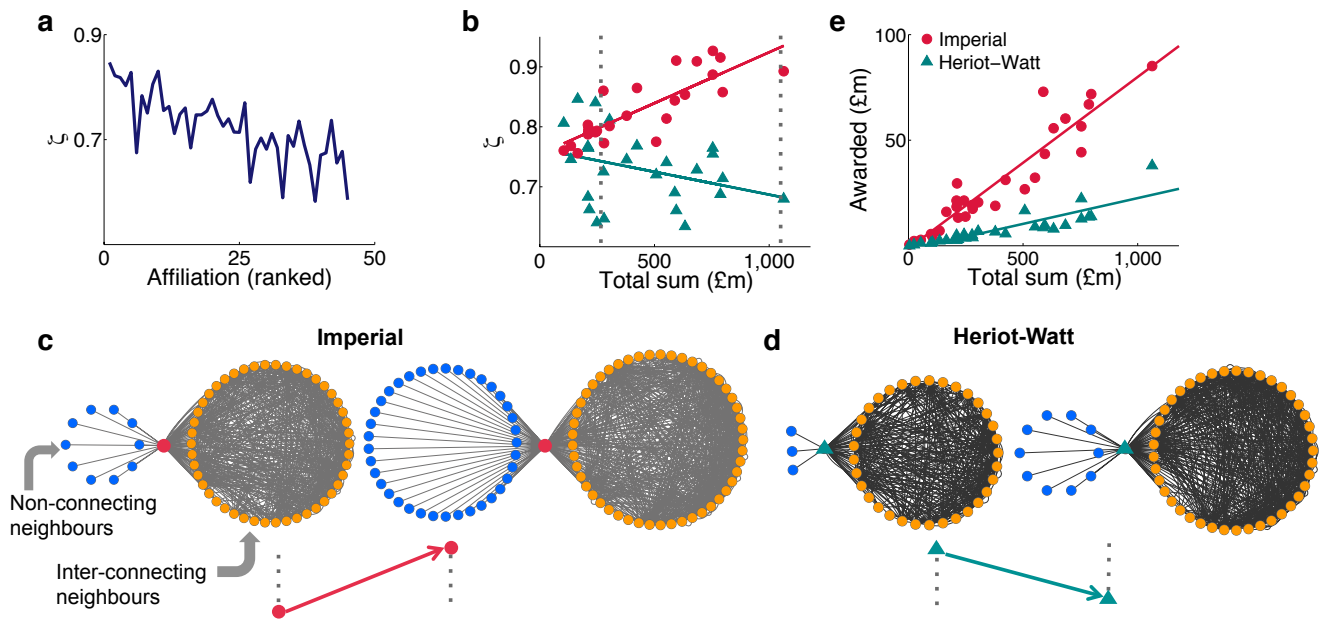 a
0.9
0.7
ζ
0
25
50
Affiliation (ranked)
b
0.9
0.8
0.7
ζ
0
500
1,000
Total sum (£m)
e
100
50
Awarded (£m)
Imperial
Heriot−Watt
0
500
1,000
Total sum (£m)
c
Imperial
Non-connecting
neighbours
Inter-connecting
neighbours
d
Heriot-Watt